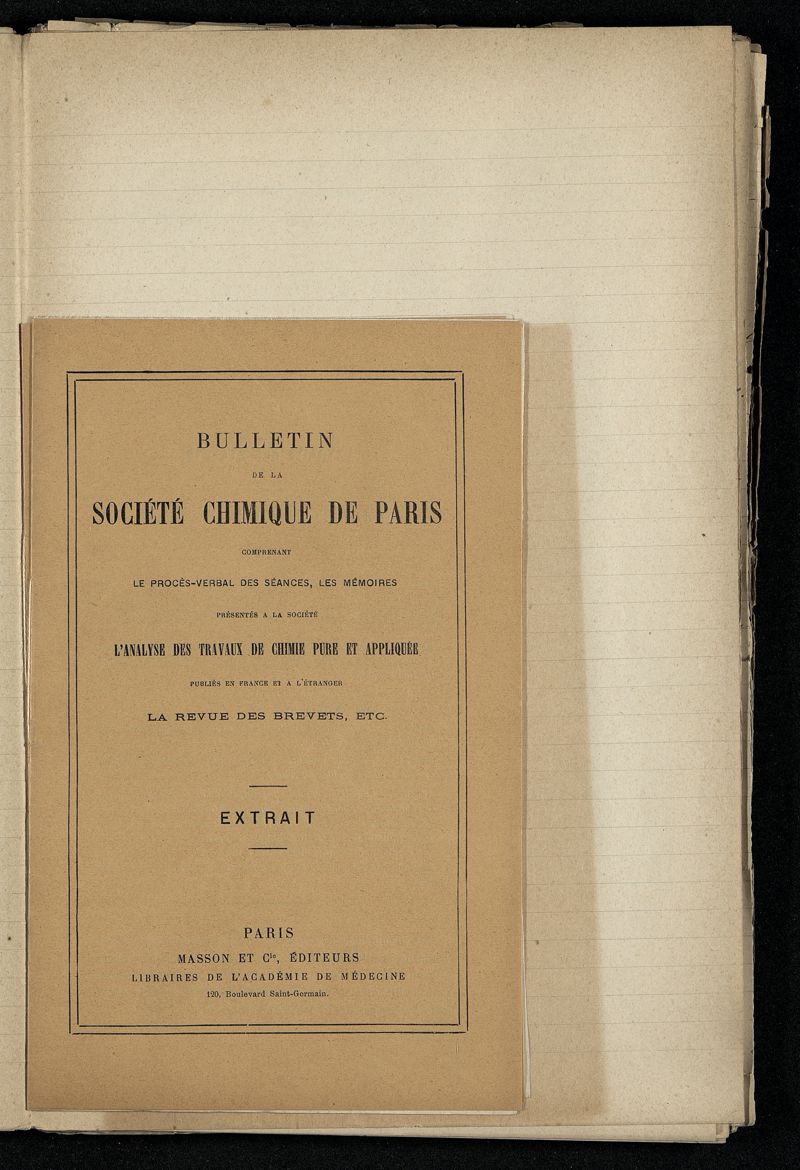 BULLETIN
DE LA
SOCIÉTÉ CHIMIQUE DE PARIS
COMPRENANT
LE PROCÈS-VERBAL DES SÉANCES, LES MÉMOIRES
PRÉSENTÉS A LA SOCIÉTÉ
L'ANALYSE DES TRAVAUX DE CHIMIE PURE ET APPLIQUÉE
PUBLIÉS EN FRANCE ET A L'ÉTRANGER
LA REVUE DES BREVETS, ETC.
EXTRAIT
PARIS
MASSON ET Cie, ÉDITEURS
LIBRAIRES DE L'ACADÉMIE DE MÉDECINE
120, Boulevard Saint-Germain.